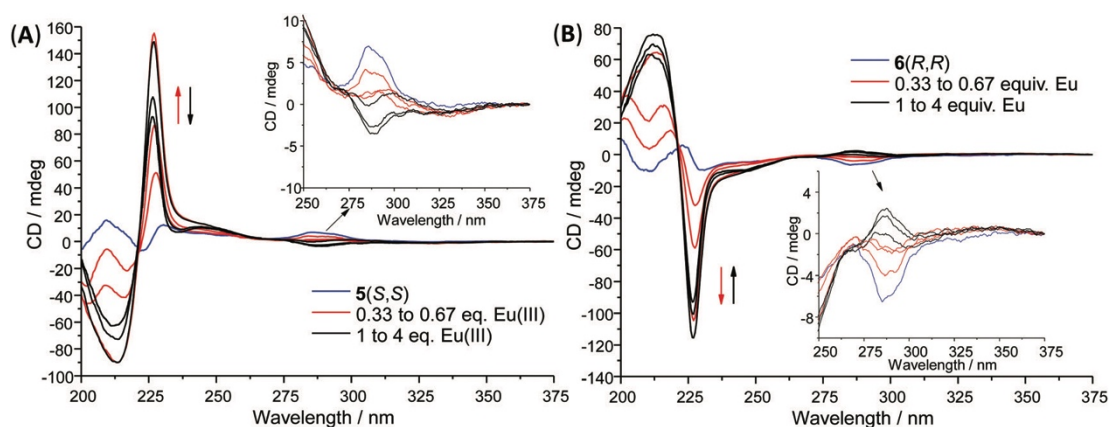 (A)
CD / mdeg
160
140
120
100
80
60
40
20
0
-20
-40
-60
-80
-100
200 225 250 275 300 325 350 375
Wavelength / nm
5(S,S)
0.33 to 0.67 eq. Eu(III)
1 to 4 eq. Eu(III)
CD / mdeg
10
5
0
-5
-10
250 275 300 325 350 375
Wavelength / nm
(B)
CD / mdeg
80
60
40
20
0
-20
-40
-60
-80
-100
-120
-140
200 225 250 275 300 325 350 375
Wavelength / nm
6(R,R)
0.33 to 0.67 equiv. Eu
1 to 4 equiv. Eu
CD / mdeg
4
2
0
-4
-8
250 275 300 325 350 375
Wavelength / nm